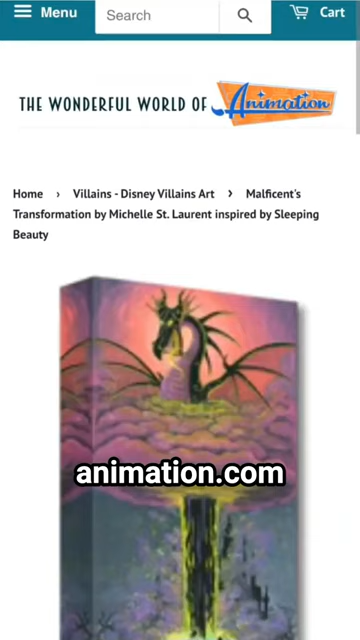 Menu
Search
Cart
THE WONDERFUL WORLD OF Animation
Home › Villains - Disney Villains Art › Malficent's
Transformation by Michelle St. Laurent inspired by Sleeping
Beauty
animation.com